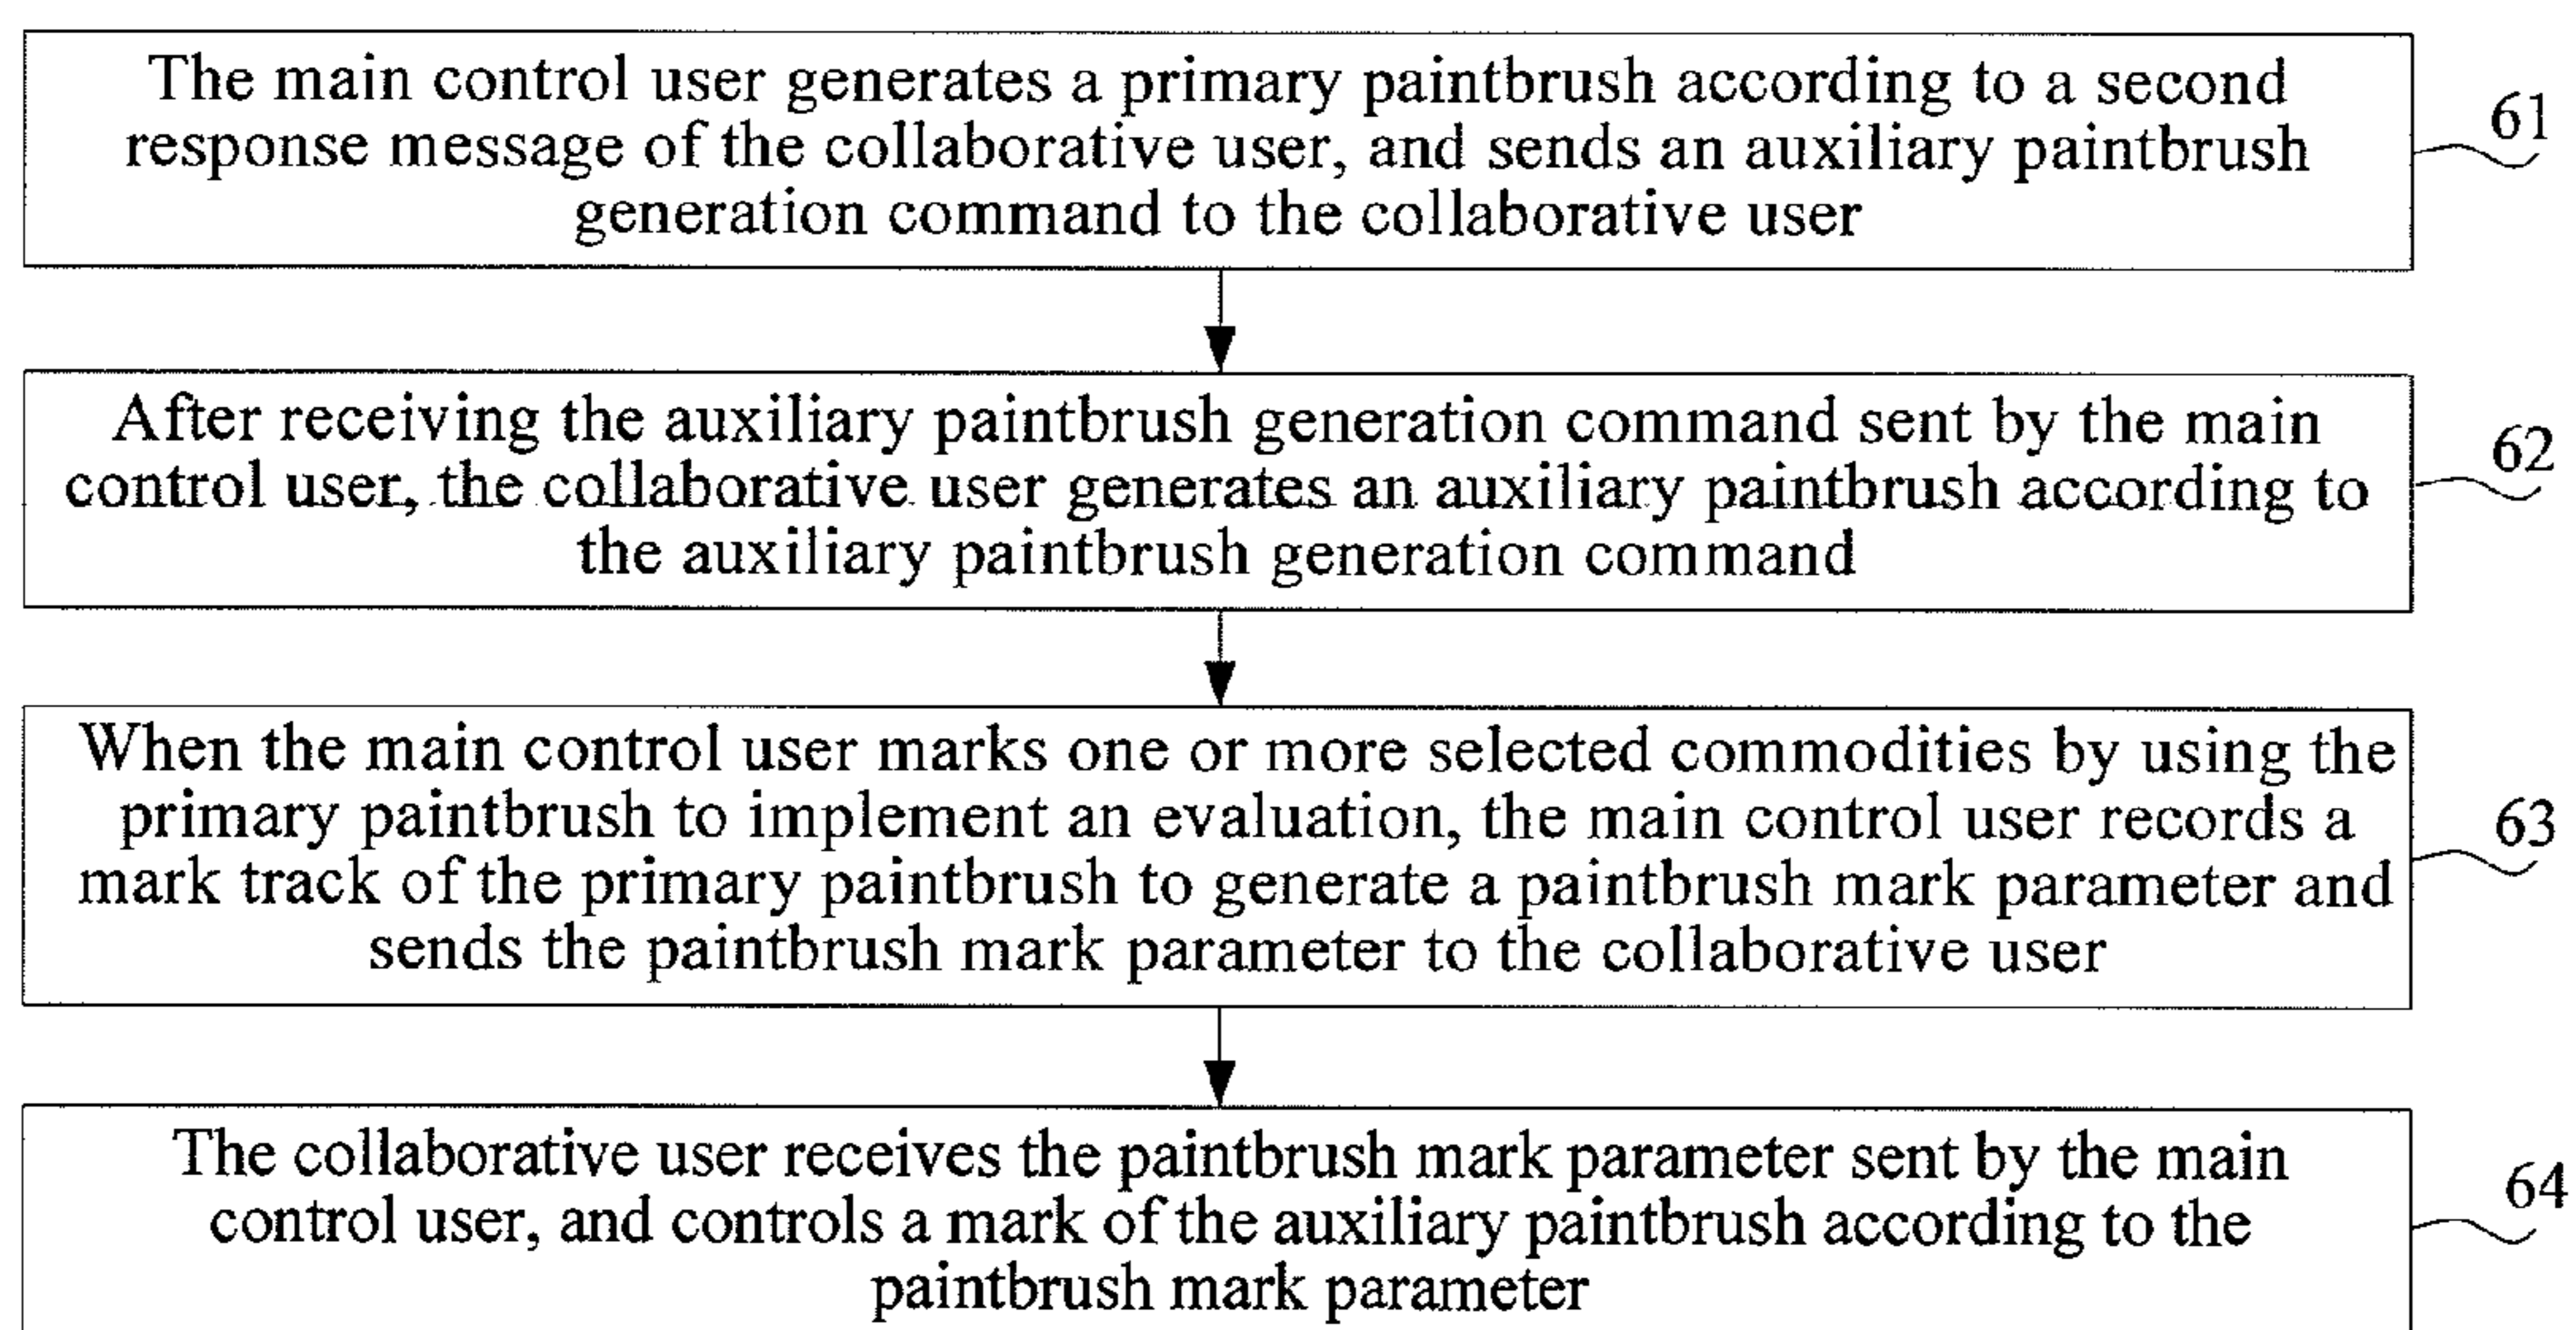 The main control user generates a primary paintbrush according to a second
response message of the collaborative user, and sends an auxiliary paintbrush
generation command to the collaborative user
61
After receiving the auxiliary paintbrush generation command sent by the main
control user, the collaborative user generates an auxiliary paintbrush according to
the auxiliary paintbrush generation command
62
When the main control user marks one or more selected commodities by using the
primary paintbrush to implement an evaluation, the main control user records a
mark track of the primary paintbrush to generate a paintbrush mark parameter and
sends the paintbrush mark parameter to the collaborative user
63
The collaborative user receives the paintbrush mark parameter sent by the main
control user, and controls a mark of the auxiliary paintbrush according to the
paintbrush mark parameter
64